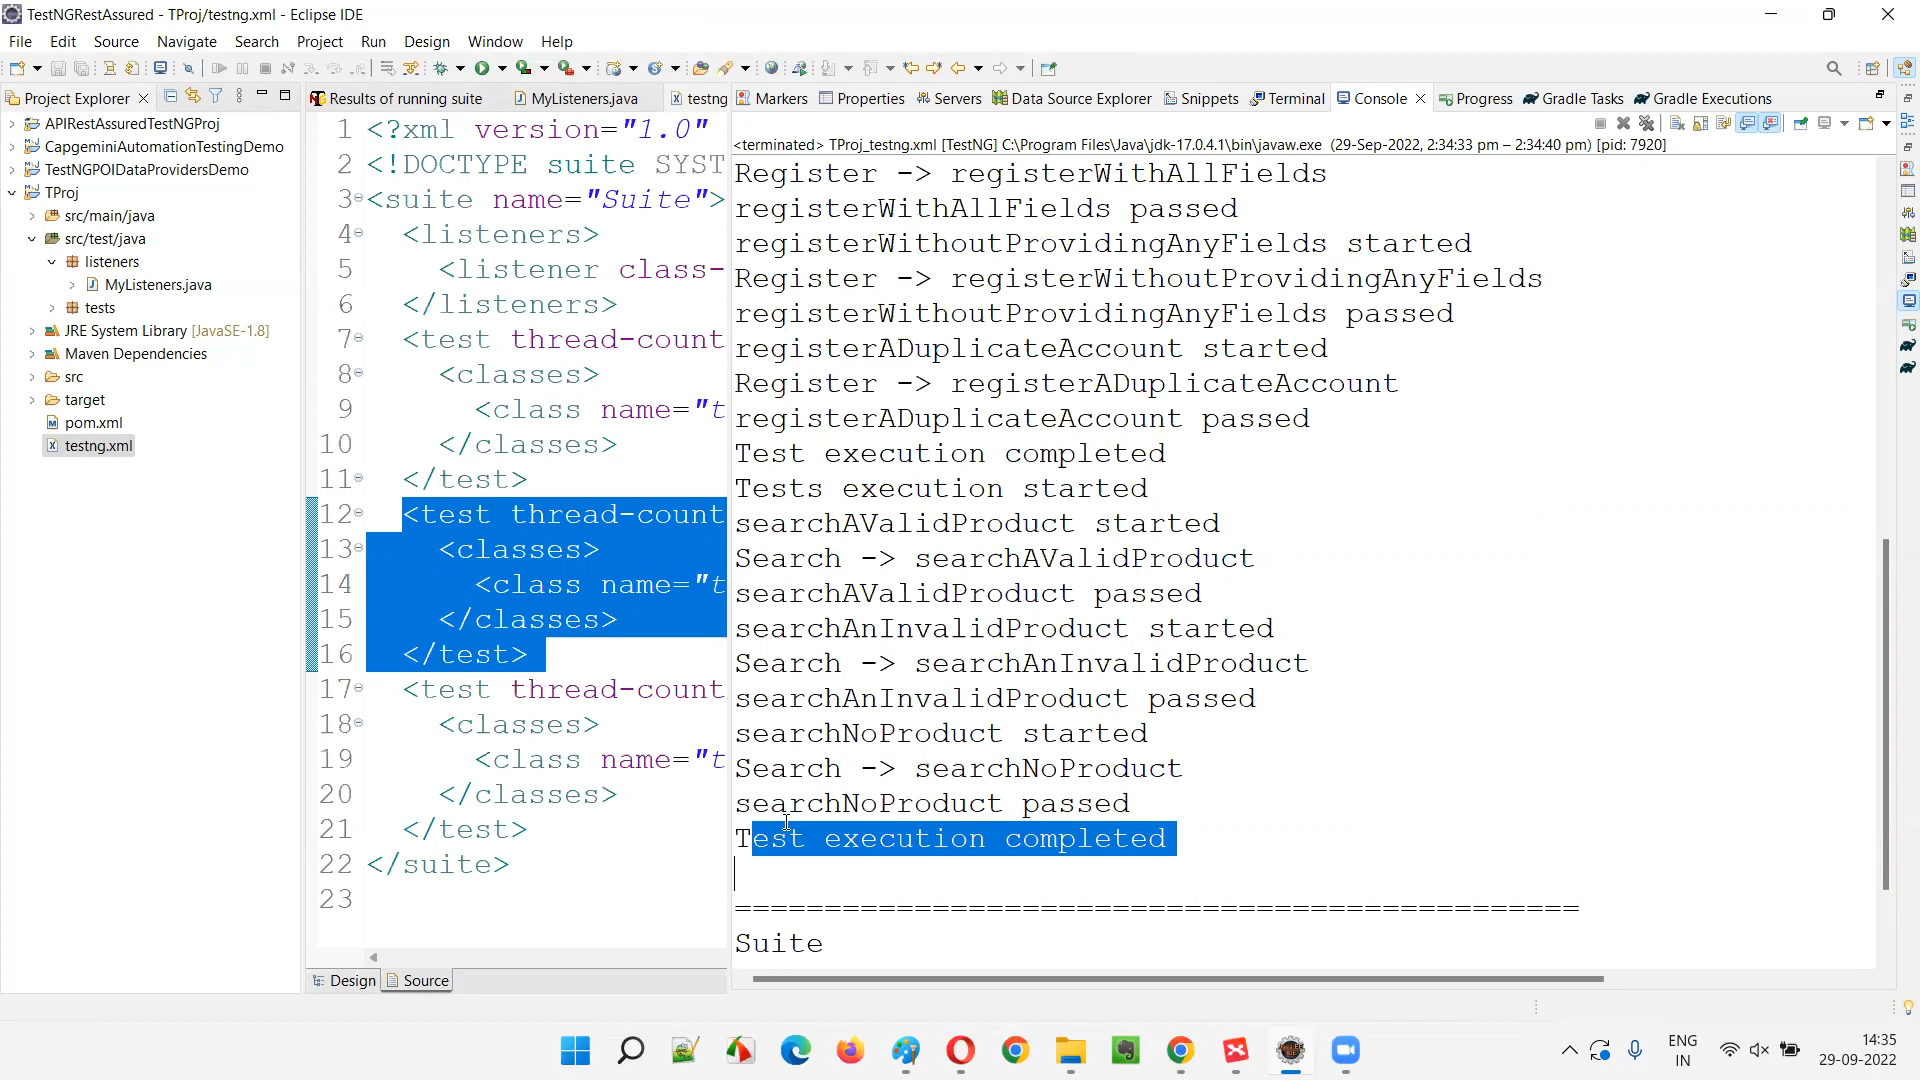 TestNGRestAssured - TProj/testng.xml - Eclipse IDE
File Edit Source Navigate Search Project Run Design Window Help
Project Explorer
APIRestAssuredTestNGProj
CapgeminiAutomationTestingDemo
TestNGPOIDataProvidersDemo
TProj
src/main/java
src/test/java
listeners
MyListeners.java
tests
JRE System Library [JavaSE-1.8]
Maven Dependencies
src
target
pom.xml
testng.xml
Results of running suite MyListeners.java testng
1 <?xml version="1.0"
2 <!DOCTYPE suite SYST
3 <suite name="Suite">
4 <listeners>
5 <listener class-
6 </listeners>
7 <test thread-count
8 <classes>
9 <class name="t
10 </classes>
11 </test>
12 <test thread-count
13 <classes>
14 <class name="t
15 </classes>
16 </test>
17 <test thread-count
18 <classes>
19 <class name="t
20 </classes>
21 </test>
22 </suite>
23
Design Source
Markers Properties Servers Data Source Explorer Snippets Terminal Console Progress Gradle Tasks Gradle Executions
<terminated> TProj_testng.xml [TestNG] C:\Program Files\Java\jdk-17.0.4.1\bin\javaw.exe (29-Sep-2022, 2:34:33 pm – 2:34:40 pm) [pid: 7920]
Register -> registerWithAllFields
registerWithAllFields passed
registerWithoutProvidingAnyFields started
Register -> registerWithoutProvidingAnyFields
registerWithoutProvidingAnyFields passed
registerADuplicateAccount started
Register -> registerADuplicateAccount
registerADuplicateAccount passed
Test execution completed
Tests execution started
searchAValidProduct started
Search -> searchAValidProduct
searchAValidProduct passed
searchAnInvalidProduct started
Search -> searchAnInvalidProduct
searchAnInvalidProduct passed
searchNoProduct started
Search -> searchNoProduct
searchNoProduct passed
Test execution completed
===============================================
Suite
ENG
IN
14:35
29-09-2022